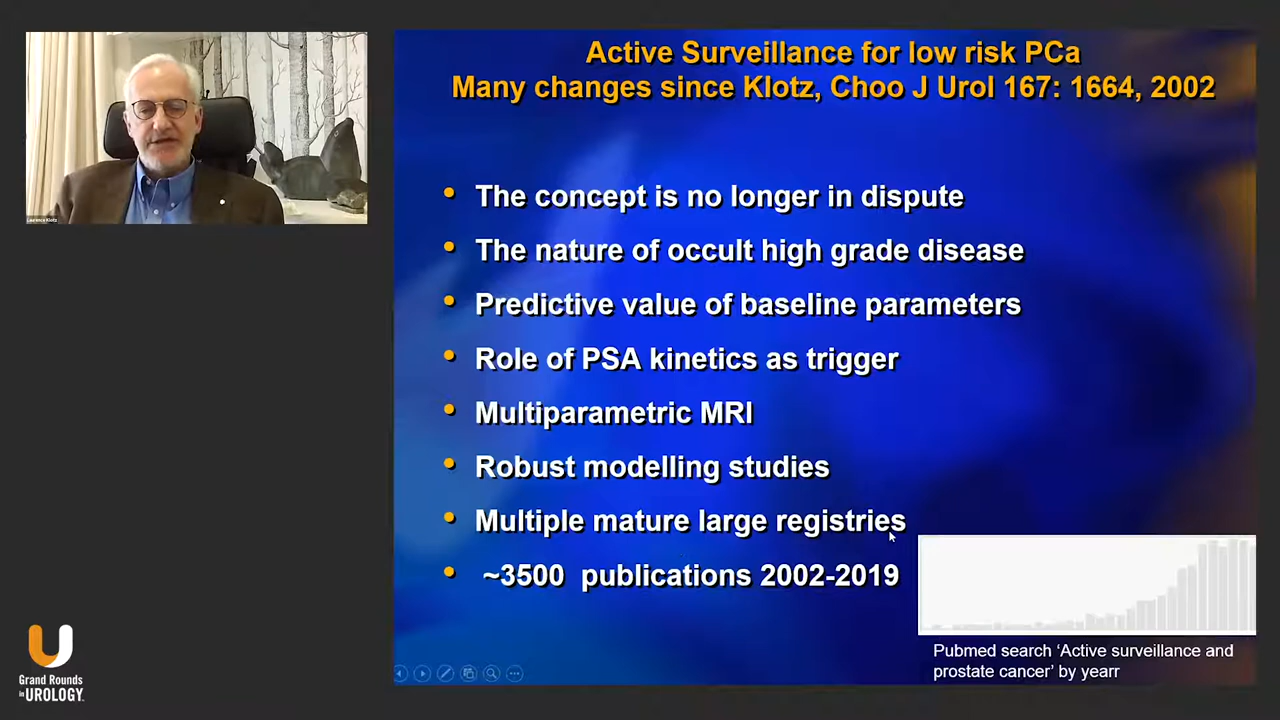 Active Surveillance for low risk PCa
Many changes since Klotz, Choo J Urol 167: 1664, 2002
Laurence Klotz
• The concept is no longer in dispute
• The nature of occult high grade disease
• Predictive value of baseline parameters
• Role of PSA kinetics as trigger
• Multiparametric MRI
• Robust modelling studies
• Multiple mature large registries
• ~3500 publications 2002-2019
Pubmed search ‘Active surveillance and
prostate cancer’ by yearr
Grand Rounds
in UROLOGY